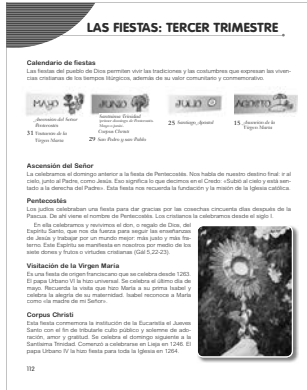 LAS FIESTAS: TERCER TRIMESTRE
Calendario de fiestas
Las fiestas del pueblo de Dios permiten vivir las tradiciones y las costumbres que expresan las viven-
cias cristianas de los tiempos litúrgicos, además de su valor comunitario y conmemorativo.
MAYO
Ascensión del Señor
Pentecostés
31 Visitación de la
Virgen María
JUNIO
Santísima Trinidad
Corpus Christi
29 San Pedro y san Pablo
JULIO
25 Santiago, Apóstol
AGOSTO
15 Asunción de la
Virgen María
Ascensión del Señor
La celebramos el domingo anterior a la fiesta de Pentecostés. Nos habla de nuestro destino final: ir al
cielo, junto al Padre, como Jesús. Eso significa lo que decimos en el Credo: «Subió al cielo y está sen-
tado a la derecha del Padre». Esta fiesta nos recuerda la fundación y la misión de la Iglesia católica.
Pentecostés
Los judíos celebraban una fiesta para dar gracias por las cosechas cincuenta días después de la
Pascua. De ahí viene el nombre de Pentecostés. Los cristianos la celebramos desde el siglo I.
En ella celebramos y revivimos el don, o regalo de Dios, del
Espíritu Santo, que nos da fuerza para seguir las enseñanzas
de Jesús y trabajar por un mundo mejor: más justo y más fra-
terno. Este Espíritu se manifiesta en nosotros por medio de los
siete dones y frutos o virtudes cristianas (Gál 5,22-23).
Visitación de la Virgen María
Es una fiesta de origen franciscano que se celebra desde 1263.
El papa Urbano VI la hizo universal. Se celebra el último día de
mayo. Recuerda la visita que hizo María a su prima Isabel y
celebra la alegría de su maternidad. Isabel reconoce a María
como «la madre de mi Señor».
Corpus Christi
Esta fiesta conmemora la institución de la Eucaristía el Jueves
Santo con el fin de tributarle culto público y solemne de ado-
ración, amor y gratitud. Se celebra el domingo siguiente a la
Santísima Trinidad. Comenzó a celebrarse en Lieja en 1246. El
papa Urbano IV la hizo fiesta para toda la Iglesia en 1264.
112